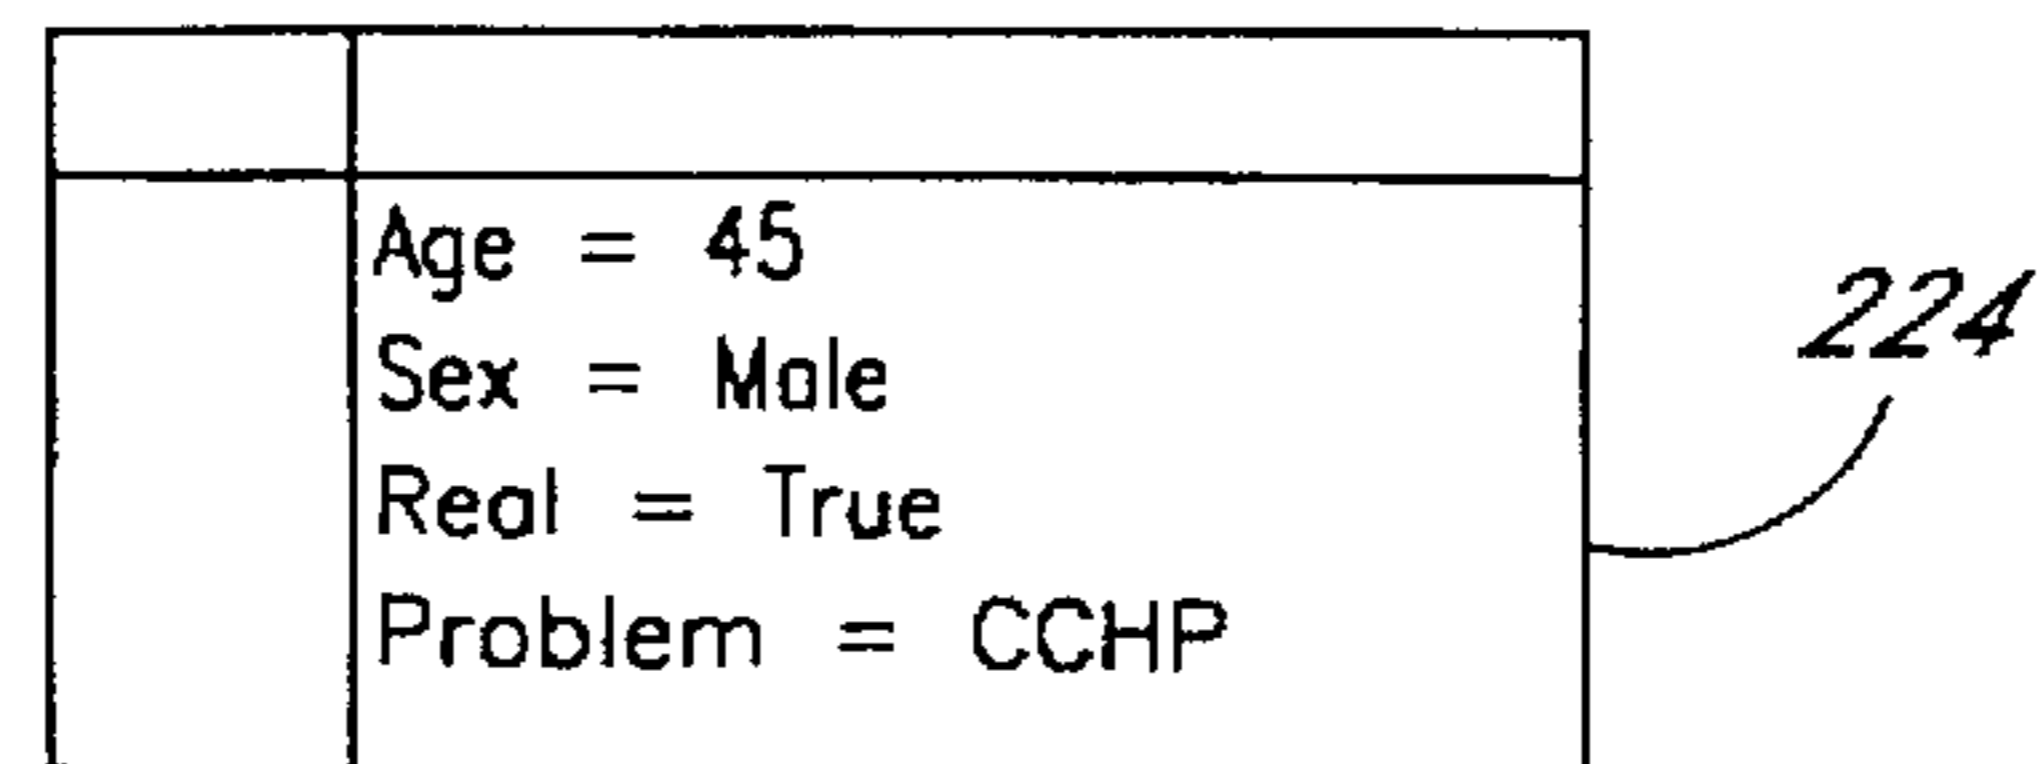 Age = 45
Sex = Male
Real = True
Problem = CCHP
224